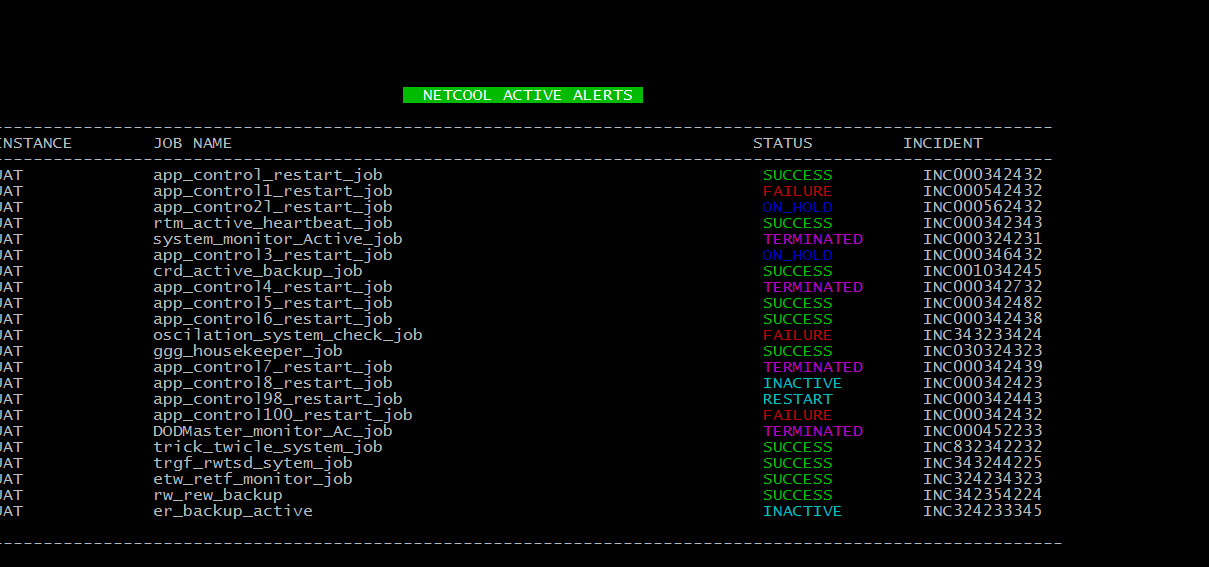 NETCOOL ACTIVE ALERTS
------------------------------------------------------------------------------------------------------------
INSTANCE JOB NAME STATUS INCIDENT
------------------------------------------------------------------------------------------------------------
UAT app_control_restart_job SUCCESS INC000342432
UAT app_control1_restart_job FAILURE INC000542432
UAT app_contro2l_restart_job ON_HOLD INC000562432
UAT rtm_active_heartbeat_job SUCCESS INC000342343
UAT system_monitor_Active_job TERMINATED INC000324231
UAT app_control3_restart_job ON_HOLD INC000346432
UAT crd_active_backup_job SUCCESS INC001034245
UAT app_control4_restart_job TERMINATED INC000342732
UAT app_control5_restart_job SUCCESS INC000342482
UAT app_control6_restart_job SUCCESS INC000342438
UAT oscilation_system_check_job FAILURE INC343233424
UAT ggg_housekeeper_job SUCCESS INC030324323
UAT app_control7_restart_job TERMINATED INC000342439
UAT app_control8_restart_job INACTIVE INC000342423
UAT app_control98_restart_job RESTART INC000342443
UAT app_control100_restart_job FAILURE INC000342432
UAT DODMaster_monitor_Ac_job TERMINATED INC000452233
UAT trick_twicle_system_job SUCCESS INC832342232
UAT trgf_rwtsd_sytem_job SUCCESS INC343244225
UAT etw_retf_monitor_job SUCCESS INC324234323
UAT rw_rew_backup SUCCESS INC342354224
UAT er_backup_active INACTIVE INC324233345
------------------------------------------------------------------------------------------------------------